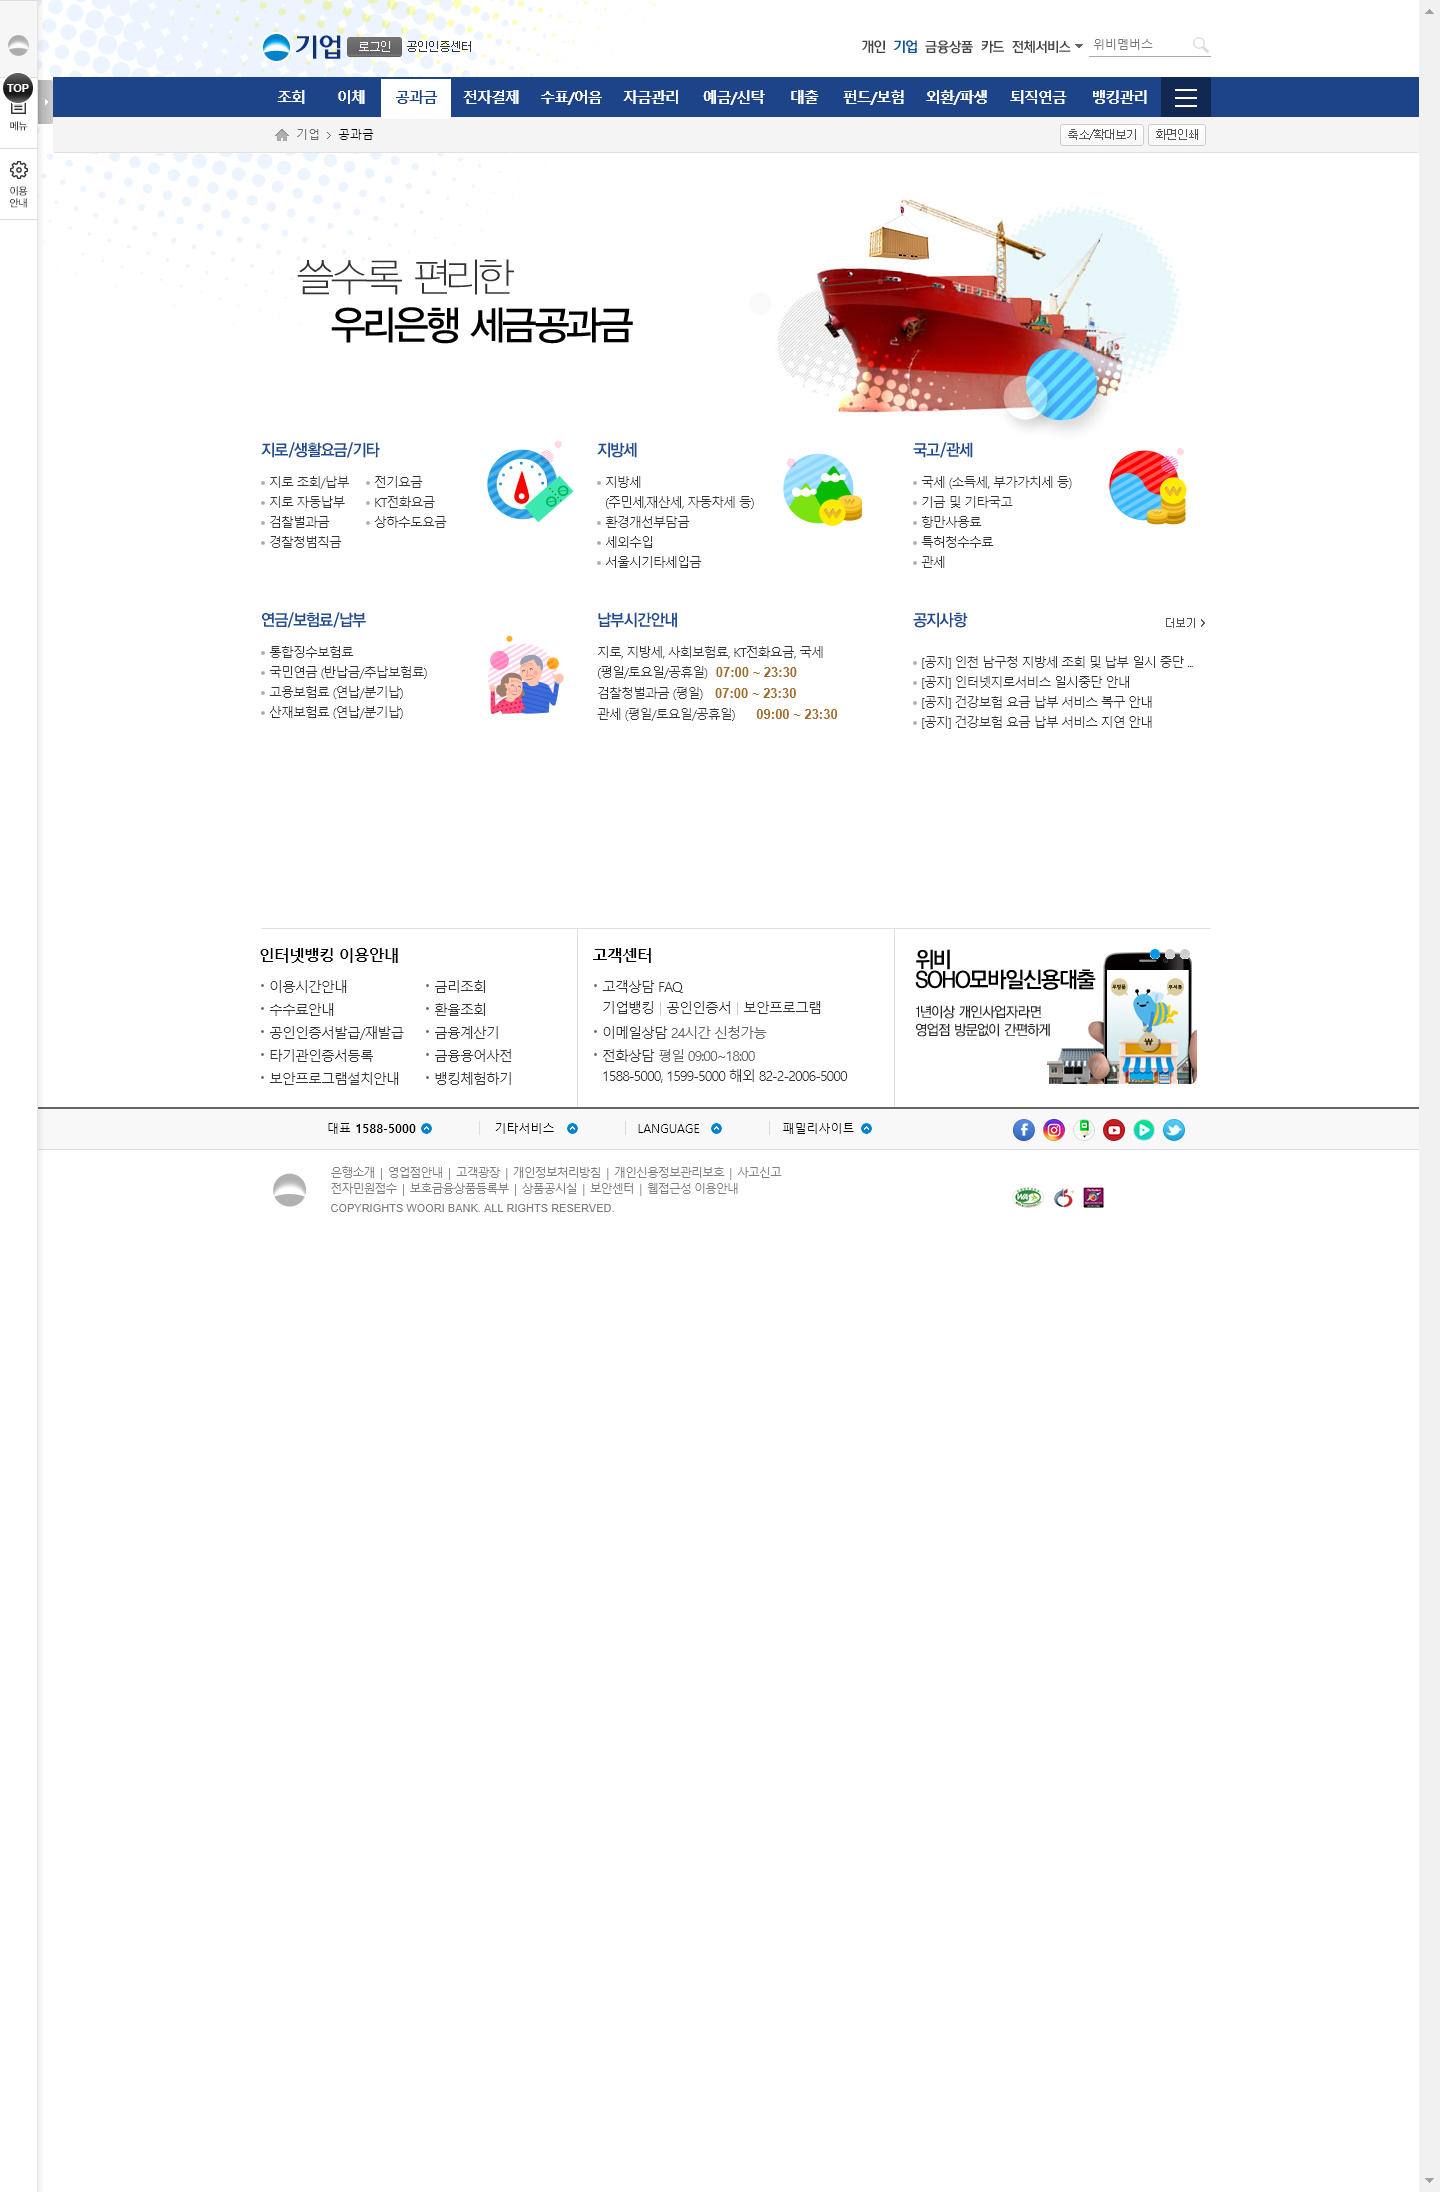 기업 로그인 공인인증센터
개인 기업 금융상품 카드 전체서비스 위비멤버스
TOP
메뉴
이용
안내
조회 이체 공과금 전자결제 수표/어음 자금관리 예금/신탁 대출 펀드/보험 외환/파생 퇴직연금 뱅킹관리
기업 > 공과금
축소/확대보기 화면인쇄
쓸수록 편리한
우리은행 세금공과금
지로/생활요금/기타
지로 조회/납부 전기요금
지로 자동납부 KT전화요금
검찰벌과금 상하수도요금
경찰청범칙금
지방세
지방세
(주민세,재산세, 자동차세 등)
환경개선부담금
세외수입
서울시기타세입금
국고/관세
국세 (소득세, 부가가치세 등)
기금 및 기타국고
항만사용료
특허청수수료
관세
연금/보험료/납부
통합징수보험료
국민연금 (반납금/추납보험료)
고용보험료 (연납/분기납)
산재보험료 (연납/분기납)
납부시간안내
지로, 지방세, 사회보험료, KT전화요금, 국세
(평일/토요일/공휴일) 07:00 ~ 23:30
검찰청벌과금 (평일) 07:00 ~ 23:30
관세 (평일/토요일/공휴일) 09:00 ~ 23:30
공지사항 더보기 >
[공지] 인천 남구청 지방세 조회 및 납부 일시 중단 ...
[공지] 인터넷지로서비스 일시중단 안내
[공지] 건강보험 요금 납부 서비스 복구 안내
[공지] 건강보험 요금 납부 서비스 지연 안내
인터넷뱅킹 이용안내
이용시간안내 금리조회
수수료안내 환율조회
공인인증서발급/재발급 금융계산기
타기관인증서등록 금융용어사전
보안프로그램설치안내 뱅킹체험하기
고객센터
고객상담 FAQ
기업뱅킹 | 공인인증서 | 보안프로그램
이메일상담 24시간 신청가능
전화상담 평일 09:00~18:00
1588-5000, 1599-5000 해외 82-2-2006-5000
위비
SOHO모바일신용대출
1년이상 개인사업자라면
영업점 방문없이 간편하게
대표 1588-5000 기타서비스 LANGUAGE 패밀리사이트
은행소개 | 영업점안내 | 고객광장 | 개인정보처리방침 | 개인신용정보관리보호 | 사고신고
전자민원접수 | 보호금융상품등록부 | 상품공시실 | 보안센터 | 웹접근성 이용안내
COPYRIGHTS WOORI BANK. ALL RIGHTS RESERVED.